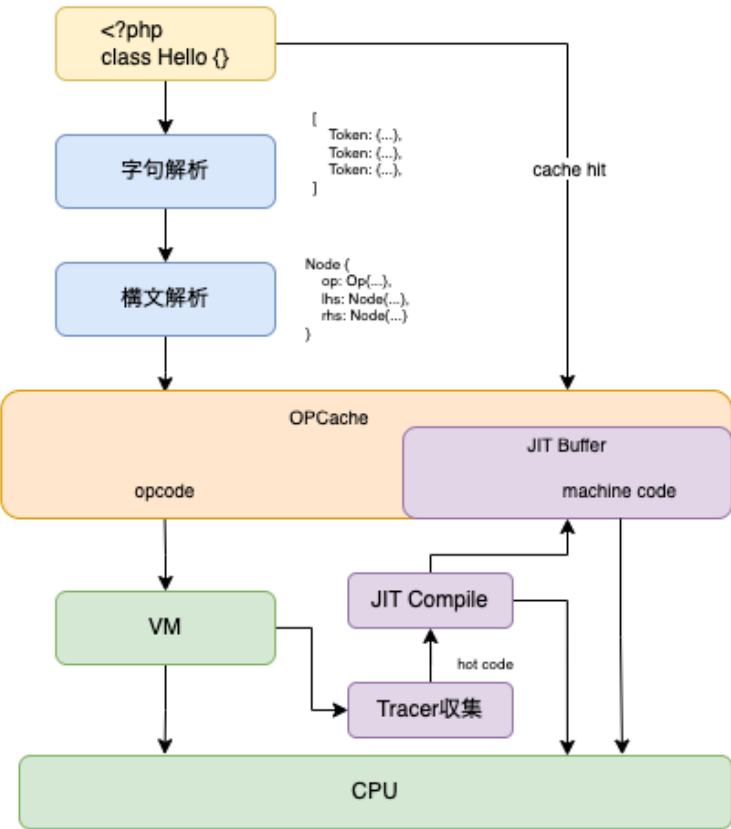 <?php
class Hello {}
[
Token: {...},
Token: {...},
Token: {...},
]
字句解析
cache hit
Node {
op: Op{...},
lhs: Node{...},
rhs: Node{...}
}
構文解析
OPCache
JIT Buffer
opcode
machine code
JIT Compile
VM
hot code
Tracer収集
CPU